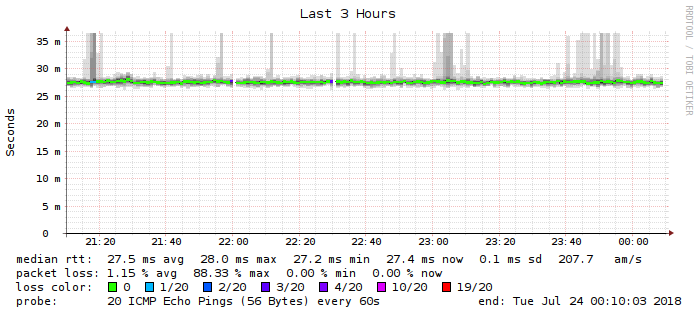 Last 3 Hours
RRDTOOL / TOBI OETIKER
Seconds
35 m
30 m
25 m
20 m
15 m
10 m
5 m
0
21:20 21:40 22:00 22:20 22:40 23:00 23:20 23:40 00:00
median rtt: 27.5 ms avg 28.0 ms max 27.2 ms min 27.4 ms now 0.1 ms sd 207.7 am/s
packet loss: 1.15 % avg 88.33 % max 0.00 % min 0.00 % now
loss color: 0 1/20 2/20 3/20 4/20 10/20 19/20
probe: 20 ICMP Echo Pings (56 Bytes) every 60s end: Tue Jul 24 00:10:03 2018